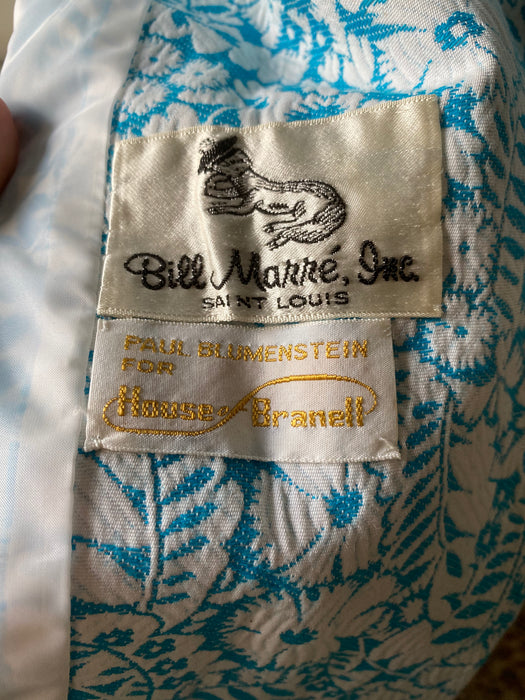 Bill Marré, Inc.
SAINT LOUIS
PAUL BLUMENSTEIN
FOR
House of Branell